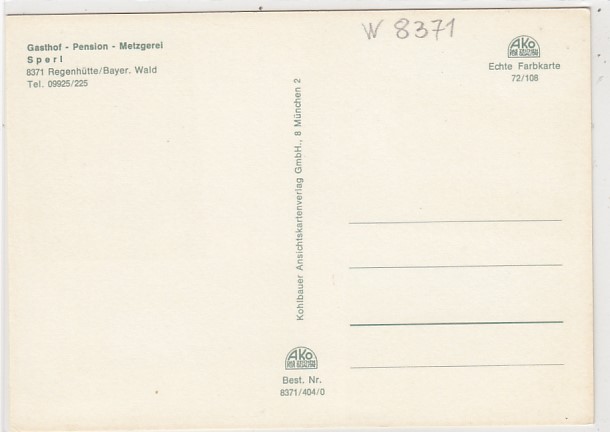 Gasthof - Pension - Metzgerei
Sperl
8371 Regenhütte/Bayer. Wald
Tel. 09925/225
W 8371
AKo
Echte Farbkarte
72/108
Kohlbauer Ansichtskartenverlag GmbH., 8 München 2
AKo
Best. Nr.
8371/404/0